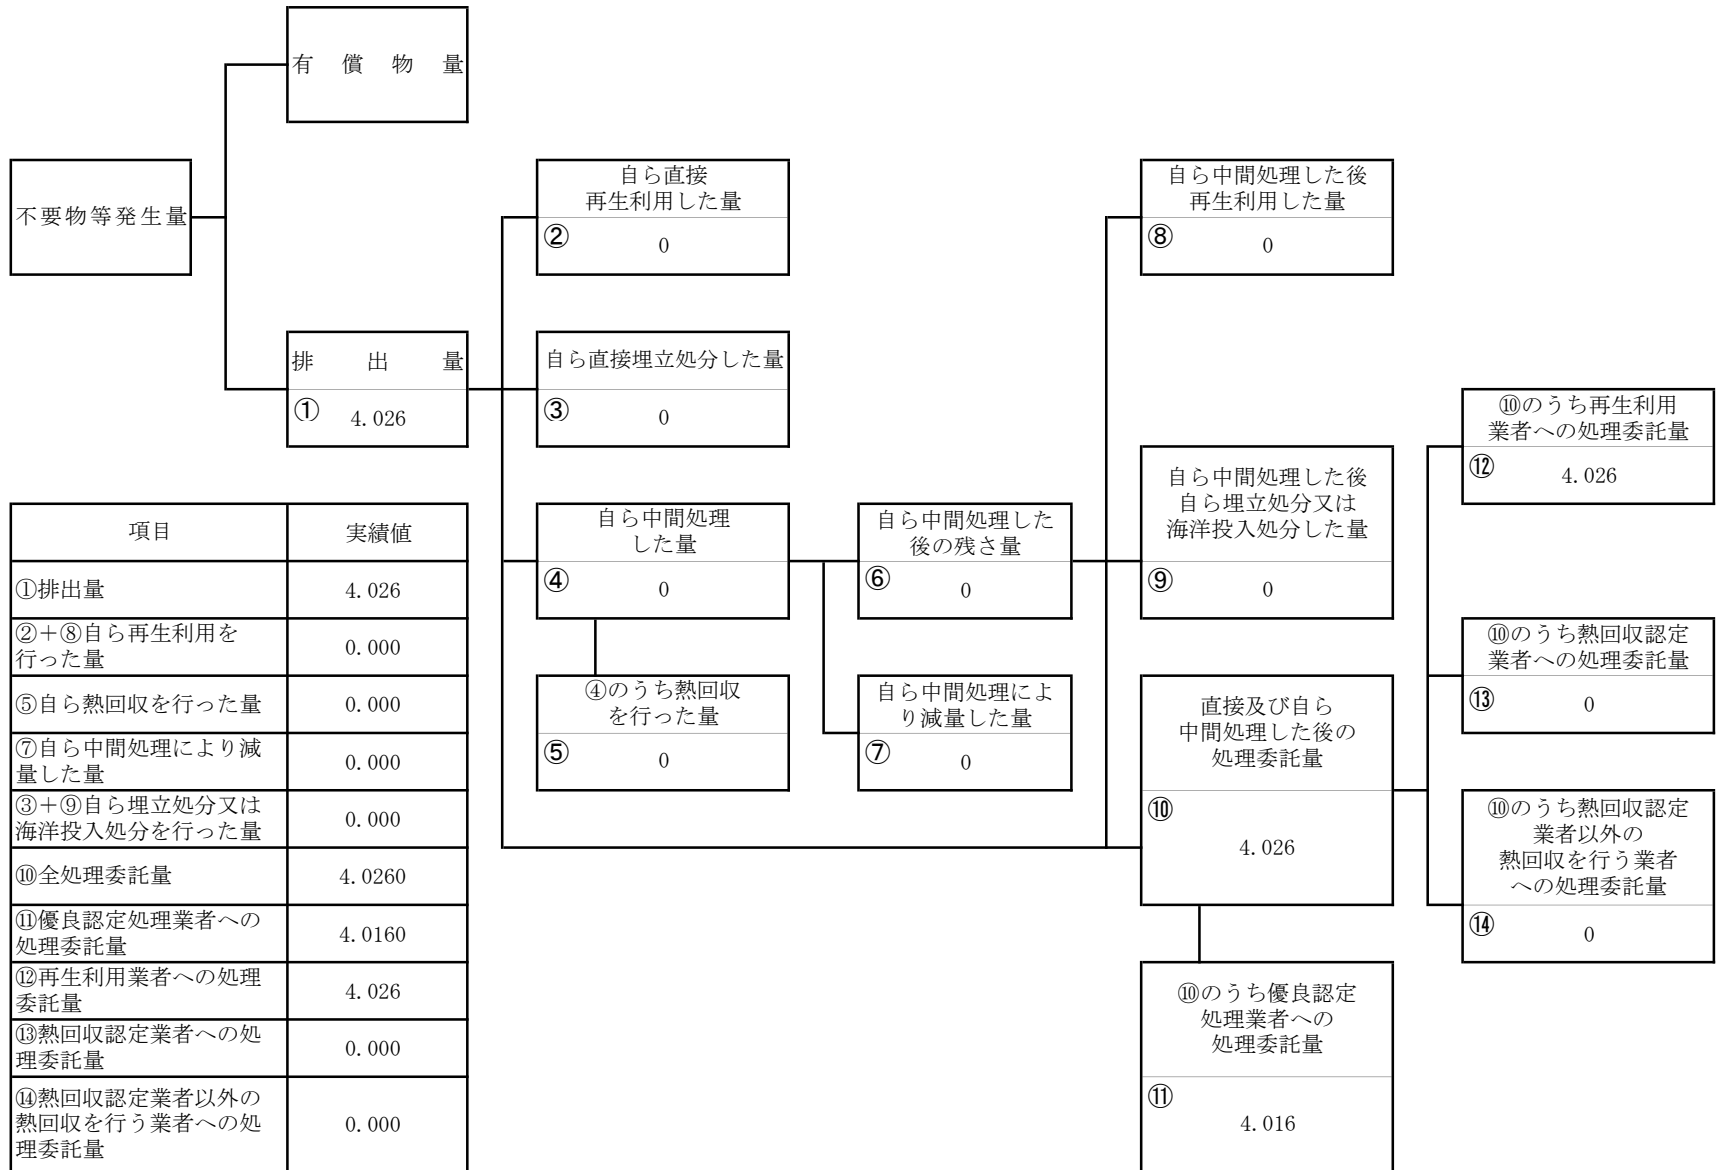 有償物量
不要物等発生量
自ら直接
再生利用した量
②
0
自ら中間処理した後
再生利用した量
⑧
0
排出量
①
4.026
自ら直接埋立処分した量
③
0
⑩のうち再生利用
業者への処理委託量
⑫
4.026
自ら中間処理した後
自ら埋立処分又は
海洋投入処分した量
⑨
0
自ら中間処理
した量
④
0
自ら中間処理した
後の残さ量
⑥
0
⑩のうち熱回収認定
業者への処理委託量
⑬
0
④のうち熱回収
を行った量
⑤
0
自ら中間処理によ
り減量した量
⑦
0
直接及び自ら
中間処理した後の
処理委託量
⑩
4.026
⑩のうち熱回収認定
業者以外の
熱回収を行う業者
への処理委託量
⑭
0
⑩のうち優良認定
処理業者への
処理委託量
⑪
4.016
項目 実績値
①排出量 4.026
②+⑧自ら再生利用を
行った量 0.000
⑤自ら熱回収を行った量 0.000
⑦自ら中間処理により減
量した量 0.000
③+⑨自ら埋立処分又は
海洋投入処分を行った量 0.000
⑩全処理委託量 4.0260
⑪優良認定処理業者への
処理委託量 4.0160
⑫再生利用業者への処理
委託量 4.026
⑬熱回収認定業者への処
理委託量 0.000
⑭熱回収認定業者以外の
熱回収を行う業者への処
理委託量 0.000